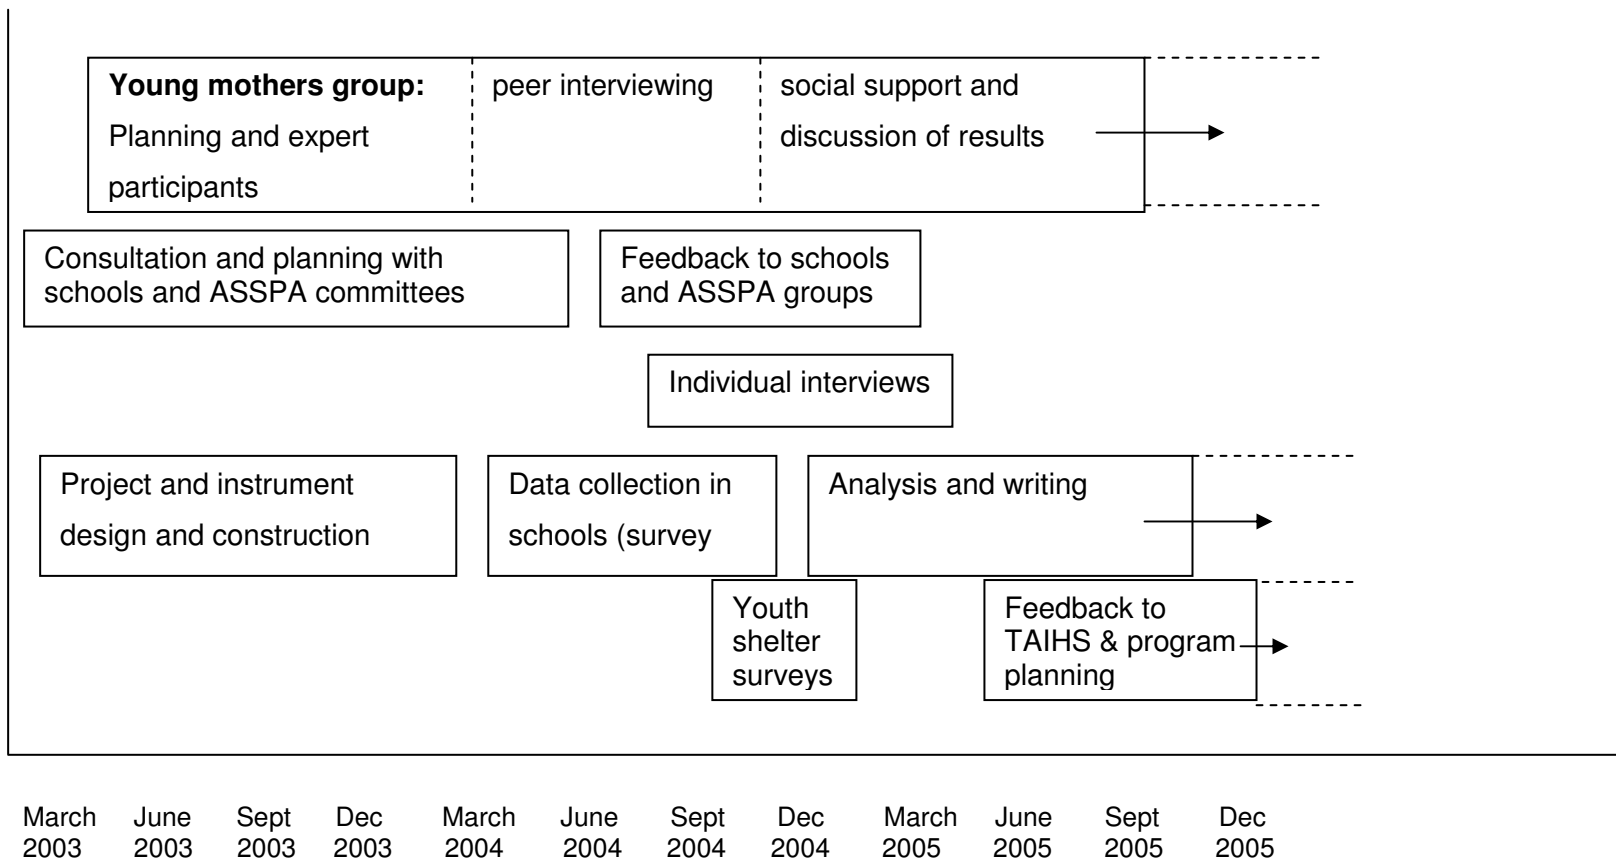 Young mothers group:
Planning and expert
participants
peer interviewing
social support and
discussion of results
Consultation and planning with
schools and ASSPA committees
Feedback to schools
and ASSPA groups
Individual interviews
Project and instrument
design and construction
Data collection in
schools (survey
Analysis and writing
Youth
shelter
surveys
Feedback to
TAIHS & program
planning
March June Sept Dec March June Sept Dec March June Sept Dec
2003 2003 2003 2003 2004 2004 2004 2004 2005 2005 2005 2005